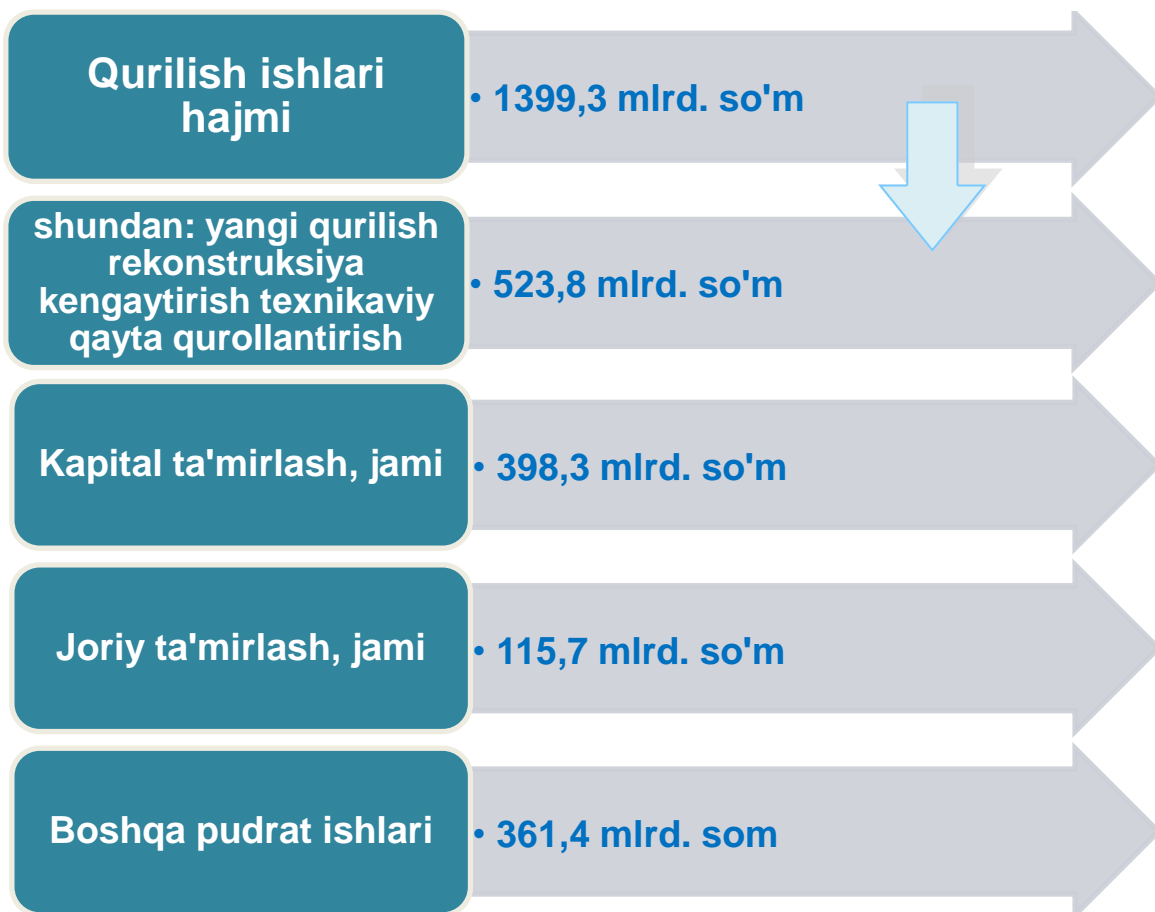 Qurilish ishlari
hajmi
• 1399,3 mlrd. so'm
shundan: yangi qurilish
rekonstruksiya
kengaytirish texnikaviy
qayta qurollantirish
• 523,8 mlrd. so'm
Kapital ta'mirlash, jami
• 398,3 mlrd. so'm
Joriy ta'mirlash, jami
• 115,7 mlrd. so'm
Boshqa pudrat ishlari
• 361,4 mlrd. som